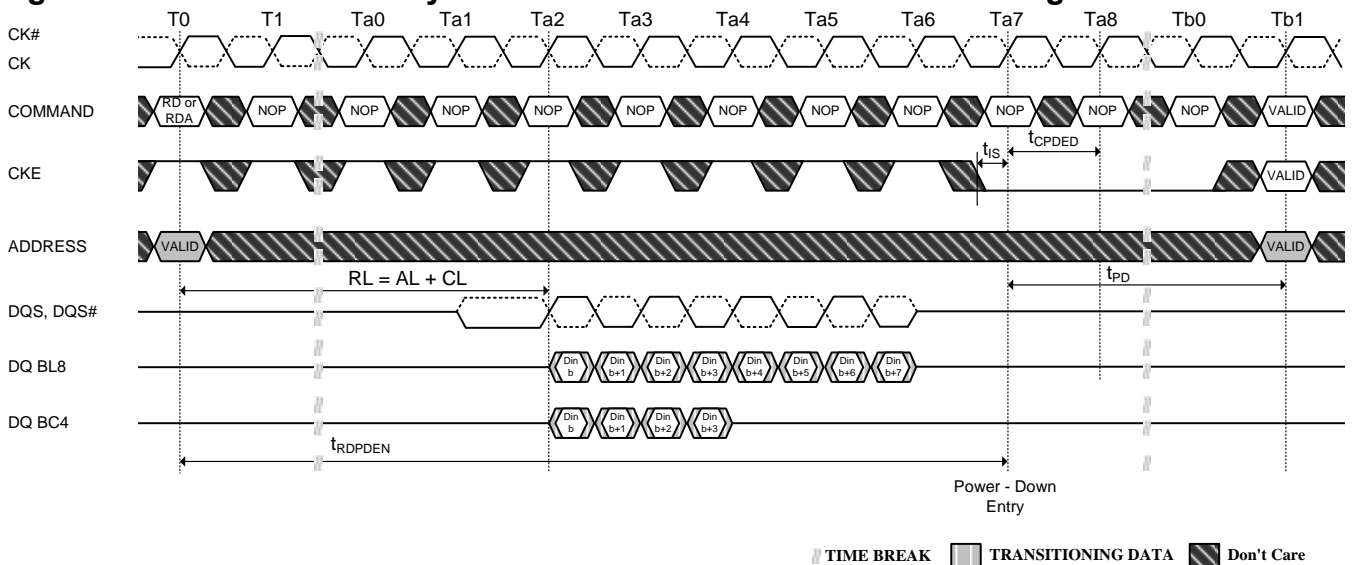 T0 T1 Ta0 Ta1 Ta2 Ta3 Ta4 Ta5 Ta6 Ta7 Ta8 Tb0 Tb1
CK#
CK
COMMAND
RD or
RDA
NOP NOP NOP NOP NOP NOP NOP NOP NOP NOP NOP VALID
tIS
tCPDED
CKE
VALID
ADDRESS
VALID
VALID
RL = AL + CL
tPD
DQS, DQS#
DQ BL8
Din Din Din Din Din Din Din Din
b b+1 b+2 b+3 b+4 b+5 b+6 b+7
DQ BC4
Din Din Din Din
b b+1 b+2 b+3
tRDPDEN
Power - Down
Entry
TIME BREAK TRANSITIONING DATA Don't Care